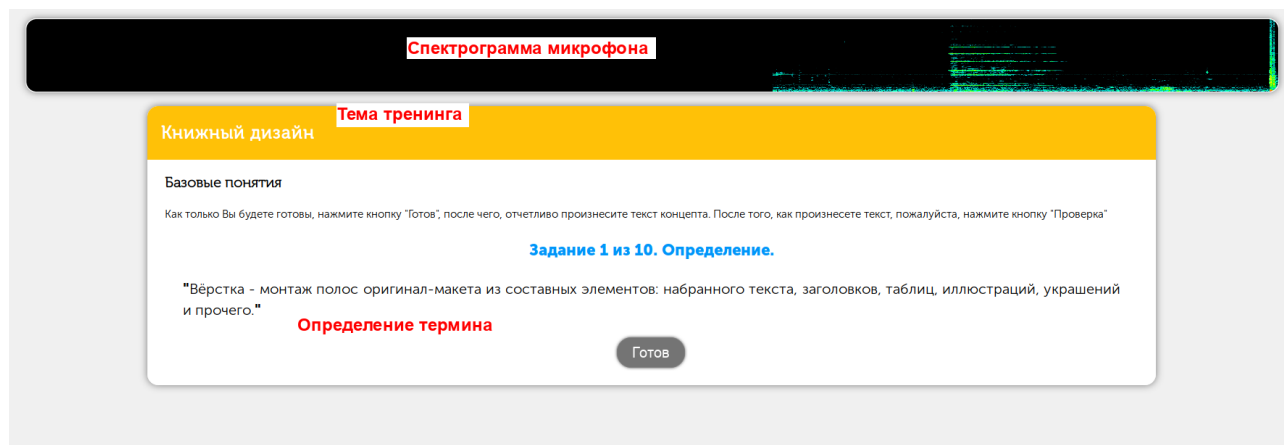 Спектрограмма микрофона
Тема тренинга
Книжный дизайн
Базовые понятия
Как только Вы будете готовы, нажмите кнопку "Готов", после чего, отчетливо произнесите текст концепта. После того, как произнесете текст, пожалуйста, нажмите кнопку "Проверка"
Задание 1 из 10. Определение.
"Вёрстка - монтаж полос оригинал-макета из составных элементов: набранного текста, заголовков, таблиц, иллюстраций, украшений
и прочего."
Определение термина
Готов